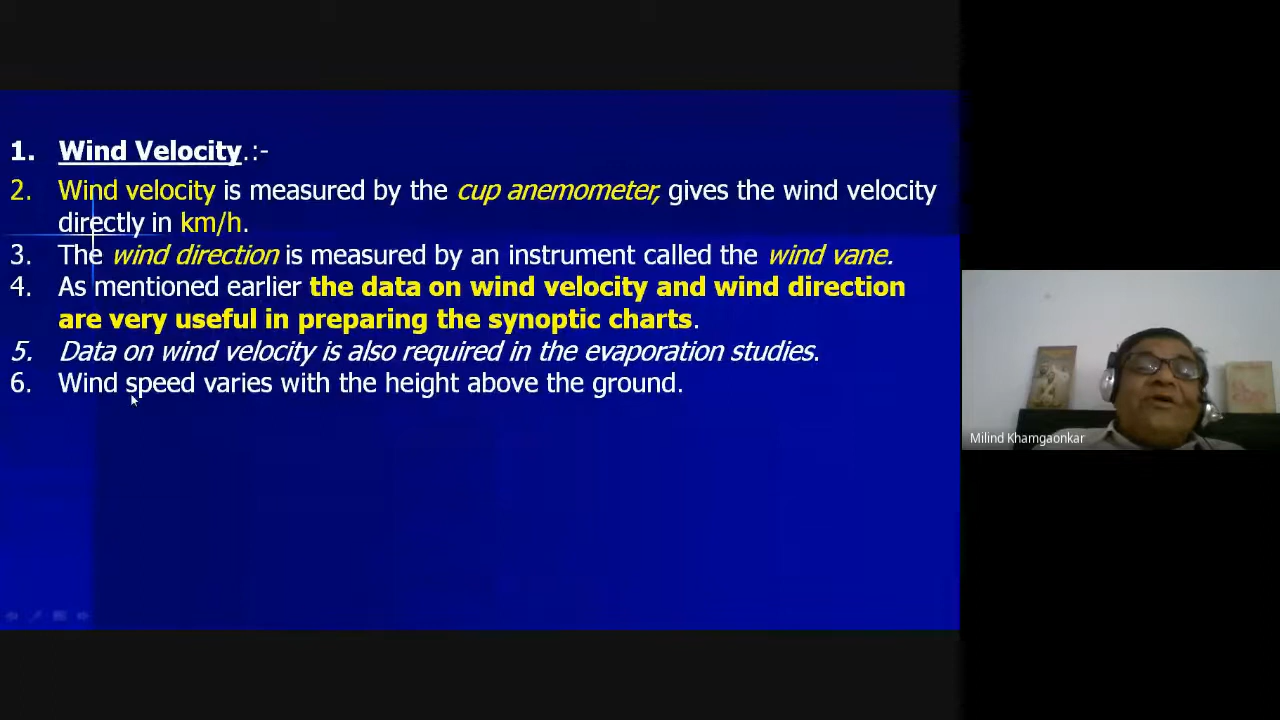 1. Wind Velocity.:-
2. Wind velocity is measured by the cup anemometer, gives the wind velocity
directly in km/h.
3. The wind direction is measured by an instrument called the wind vane.
4. As mentioned earlier the data on wind velocity and wind direction
are very useful in preparing the synoptic charts.
5. Data on wind velocity is also required in the evaporation studies.
6. Wind speed varies with the height above the ground.
Milind Khamgaonkar